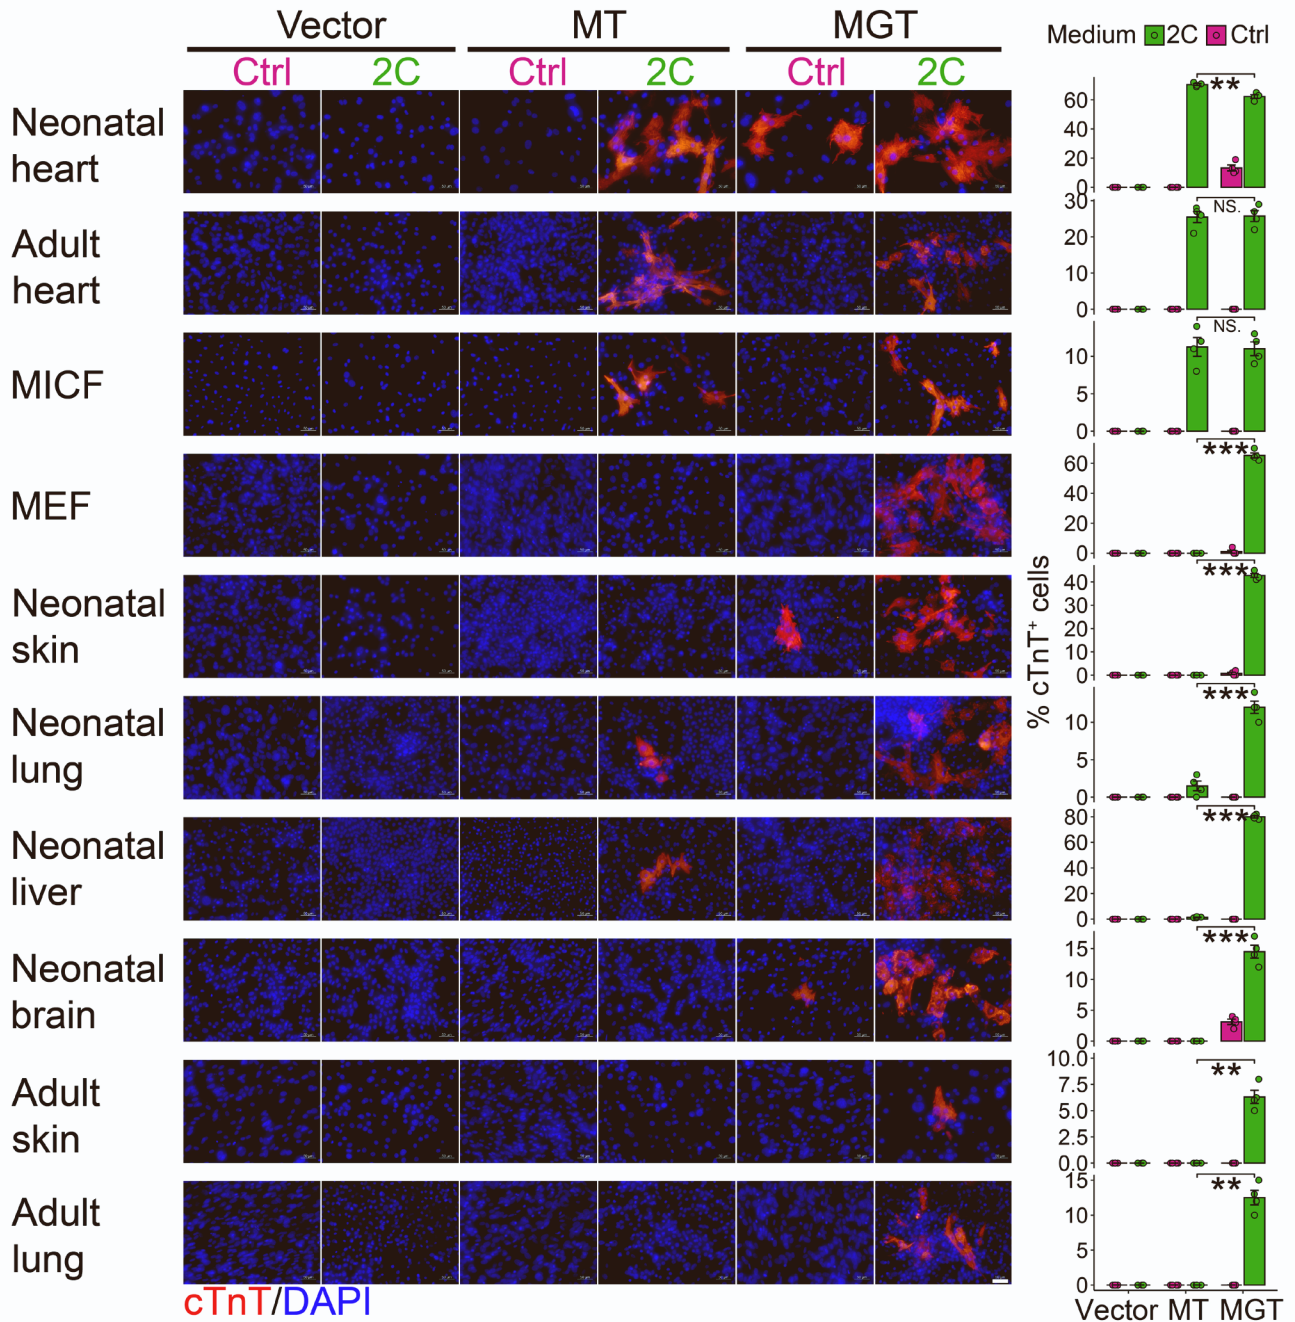 Vector MT MGT
Ctrl 2C Ctrl 2C Ctrl 2C
Medium 2C Ctrl
Neonatal
heart
Adult
heart
MICF
MEF
Neonatal
skin
Neonatal
lung
Neonatal
liver
Neonatal
brain
Adult
skin
Adult
lung
cTnT/DAPI
% cTnT⁺ cells
60
40
20
0
**
30
20
10
0
NS.
10
5
0
NS.
60
40
20
0
***
40
30
20
10
0
***
10
5
0
***
80
60
40
20
0
***
15
10
5
0
***
10.0
7.5
5.0
2.5
0.0
**
15
10
5
0
**
Vector MT MGT